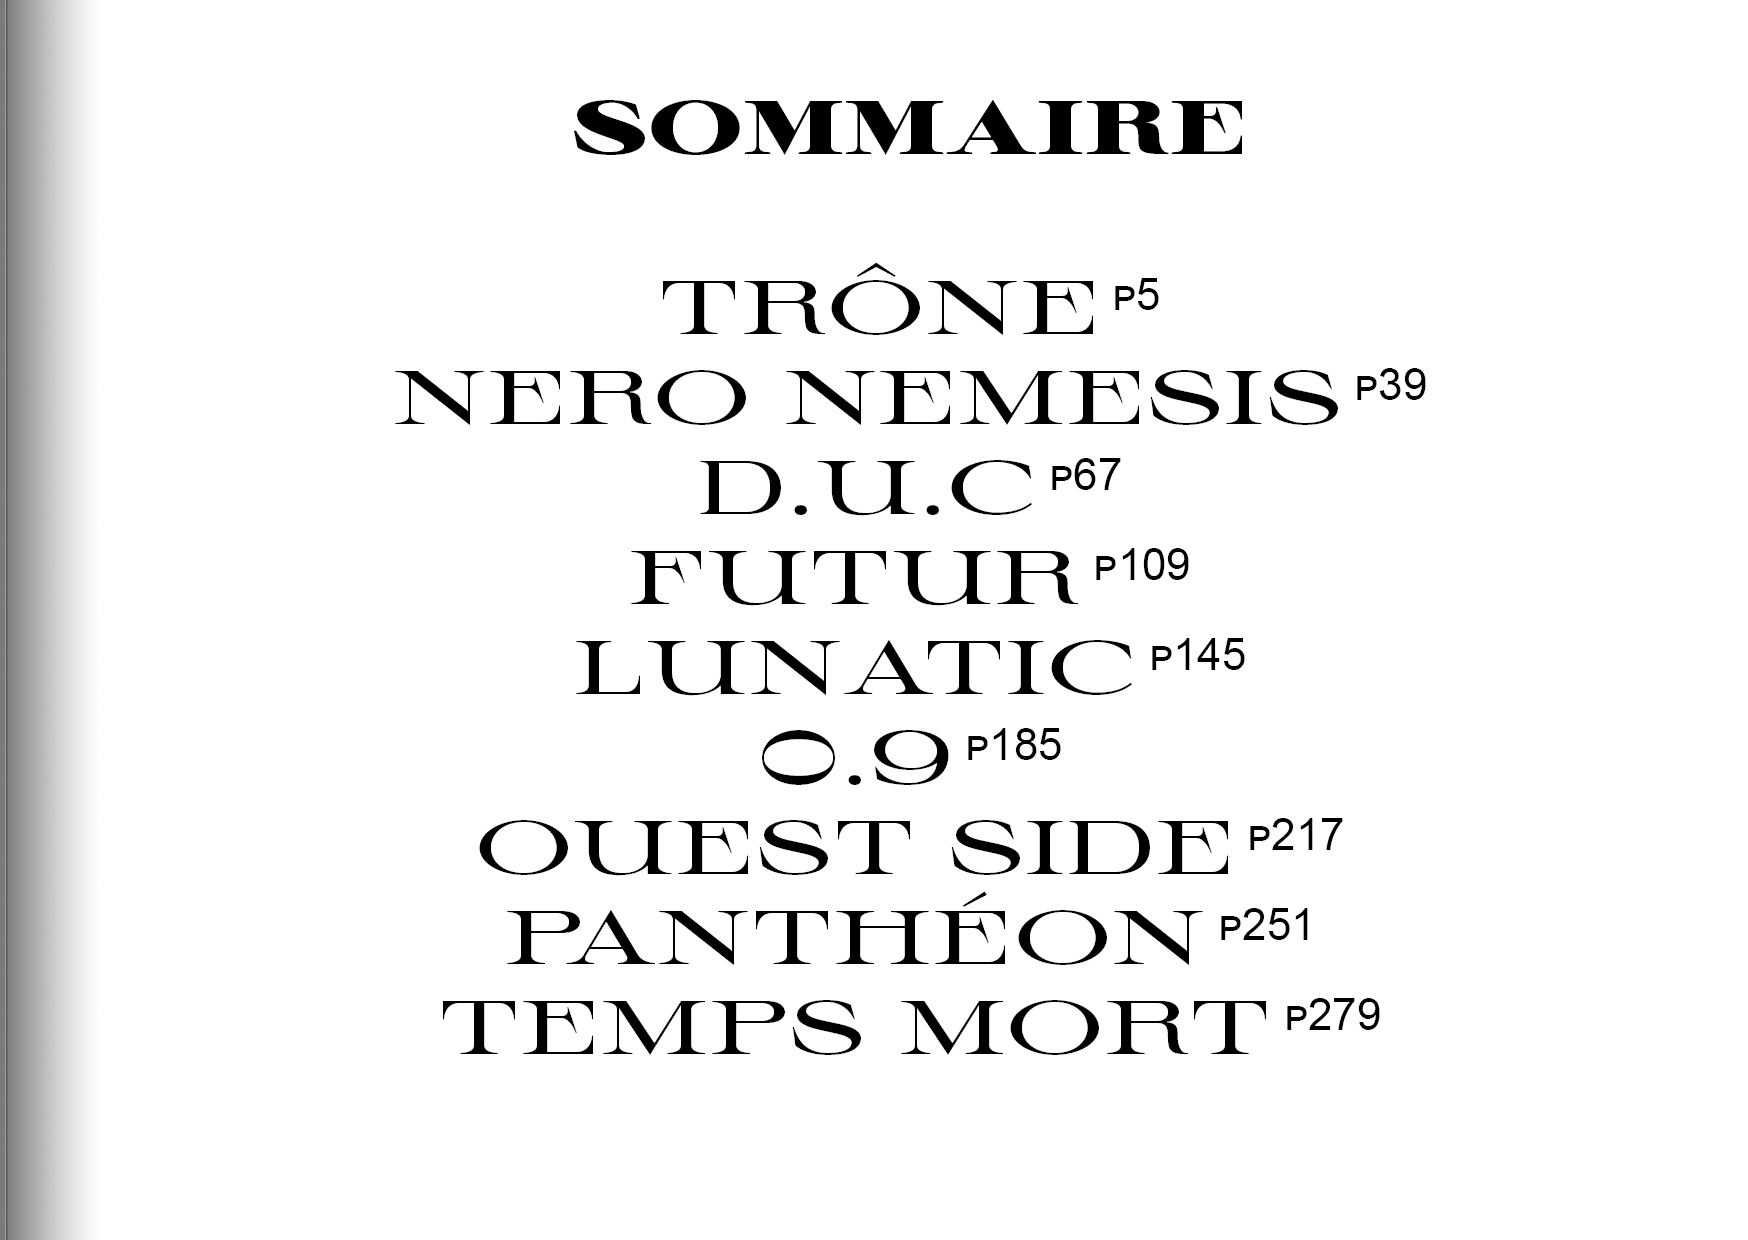 SOMMAIRE
TRÔNE P5
NERO NEMESIS P39
D.U.C P67
FUTUR P109
LUNATIC P145
0.9 P185
OUEST SIDE P217
PANTHÉON P251
TEMPS MORT P279